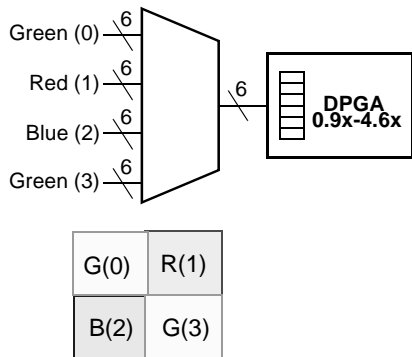 Green (0)
6
Red (1)
6
Blue (2)
6
Green (3)
6
6
DPGA
0.9x-4.6x
G(0) R(1)
B(2) G(3)